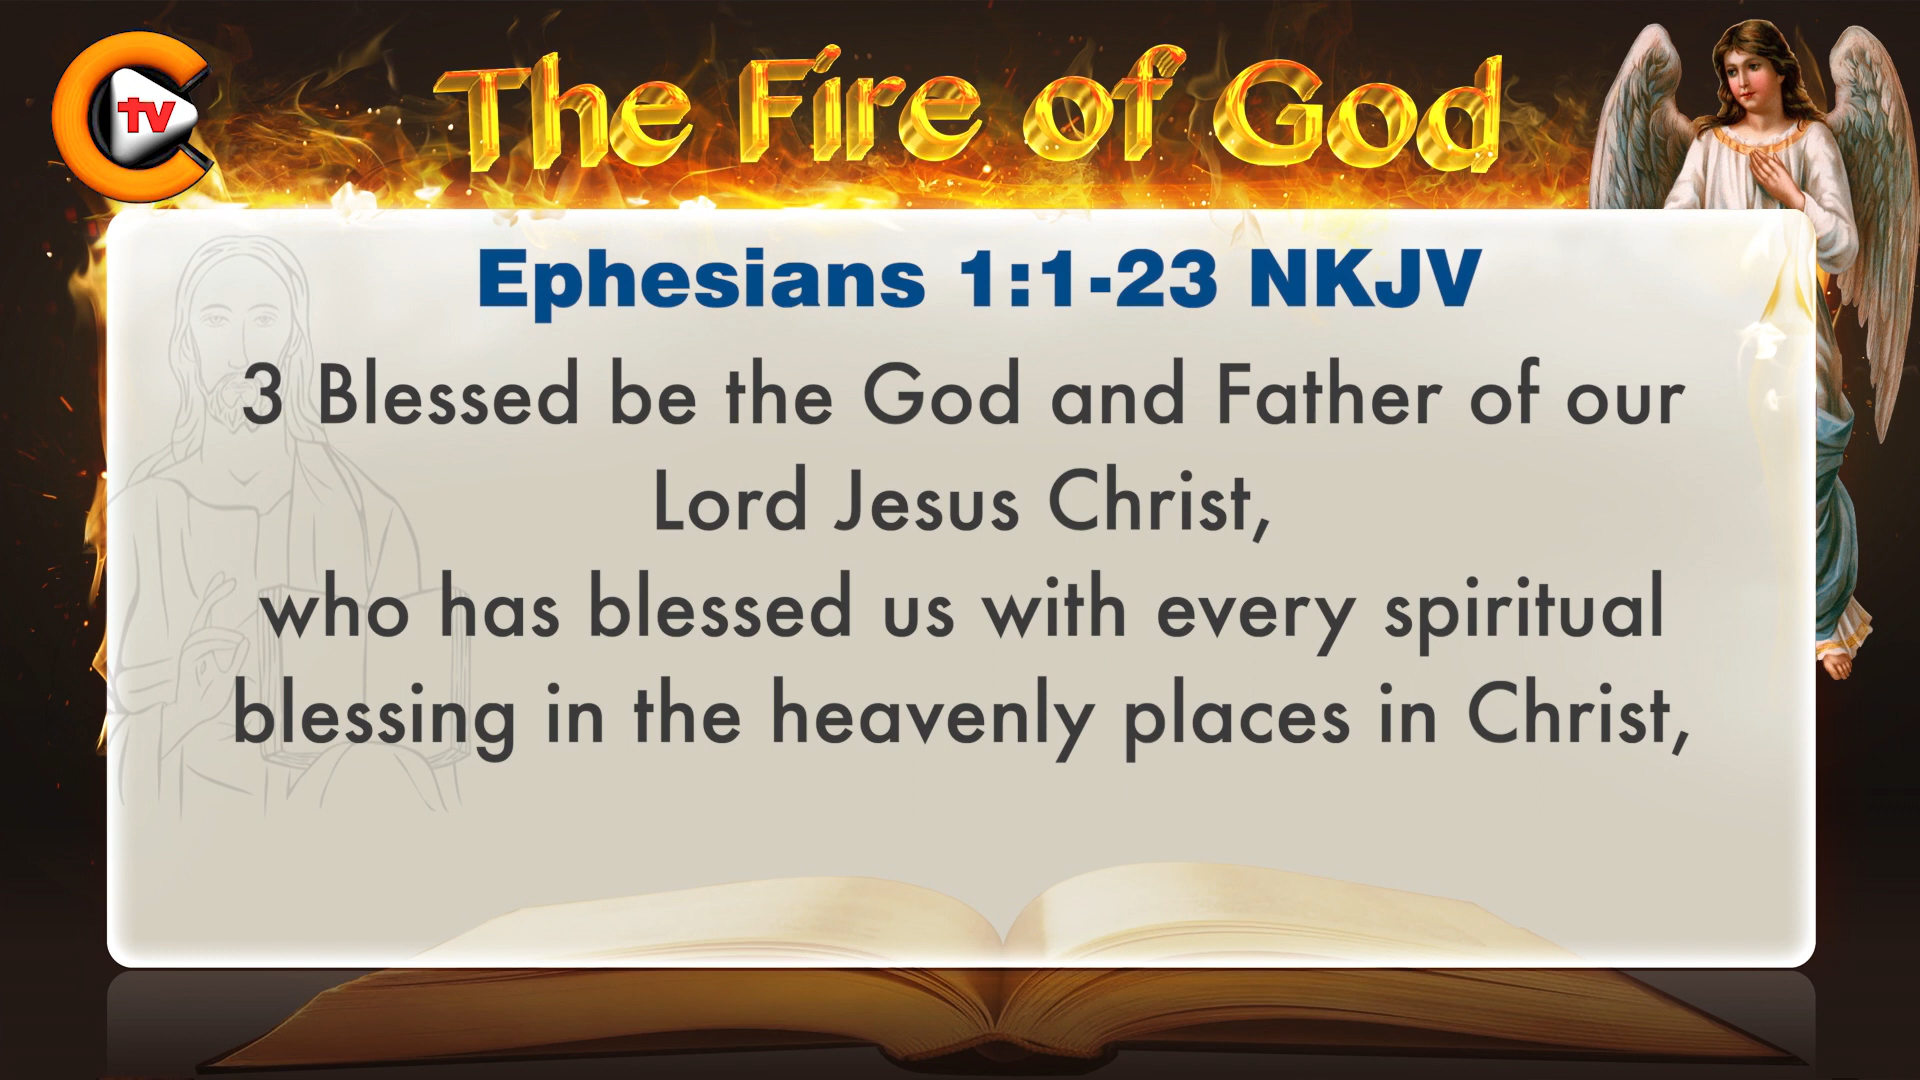 tv
The Fire of God
Ephesians 1:1-23 NKJV
3 Blessed be the God and Father of our
Lord Jesus Christ,
who has blessed us with every spiritual
blessing in the heavenly places in Christ,